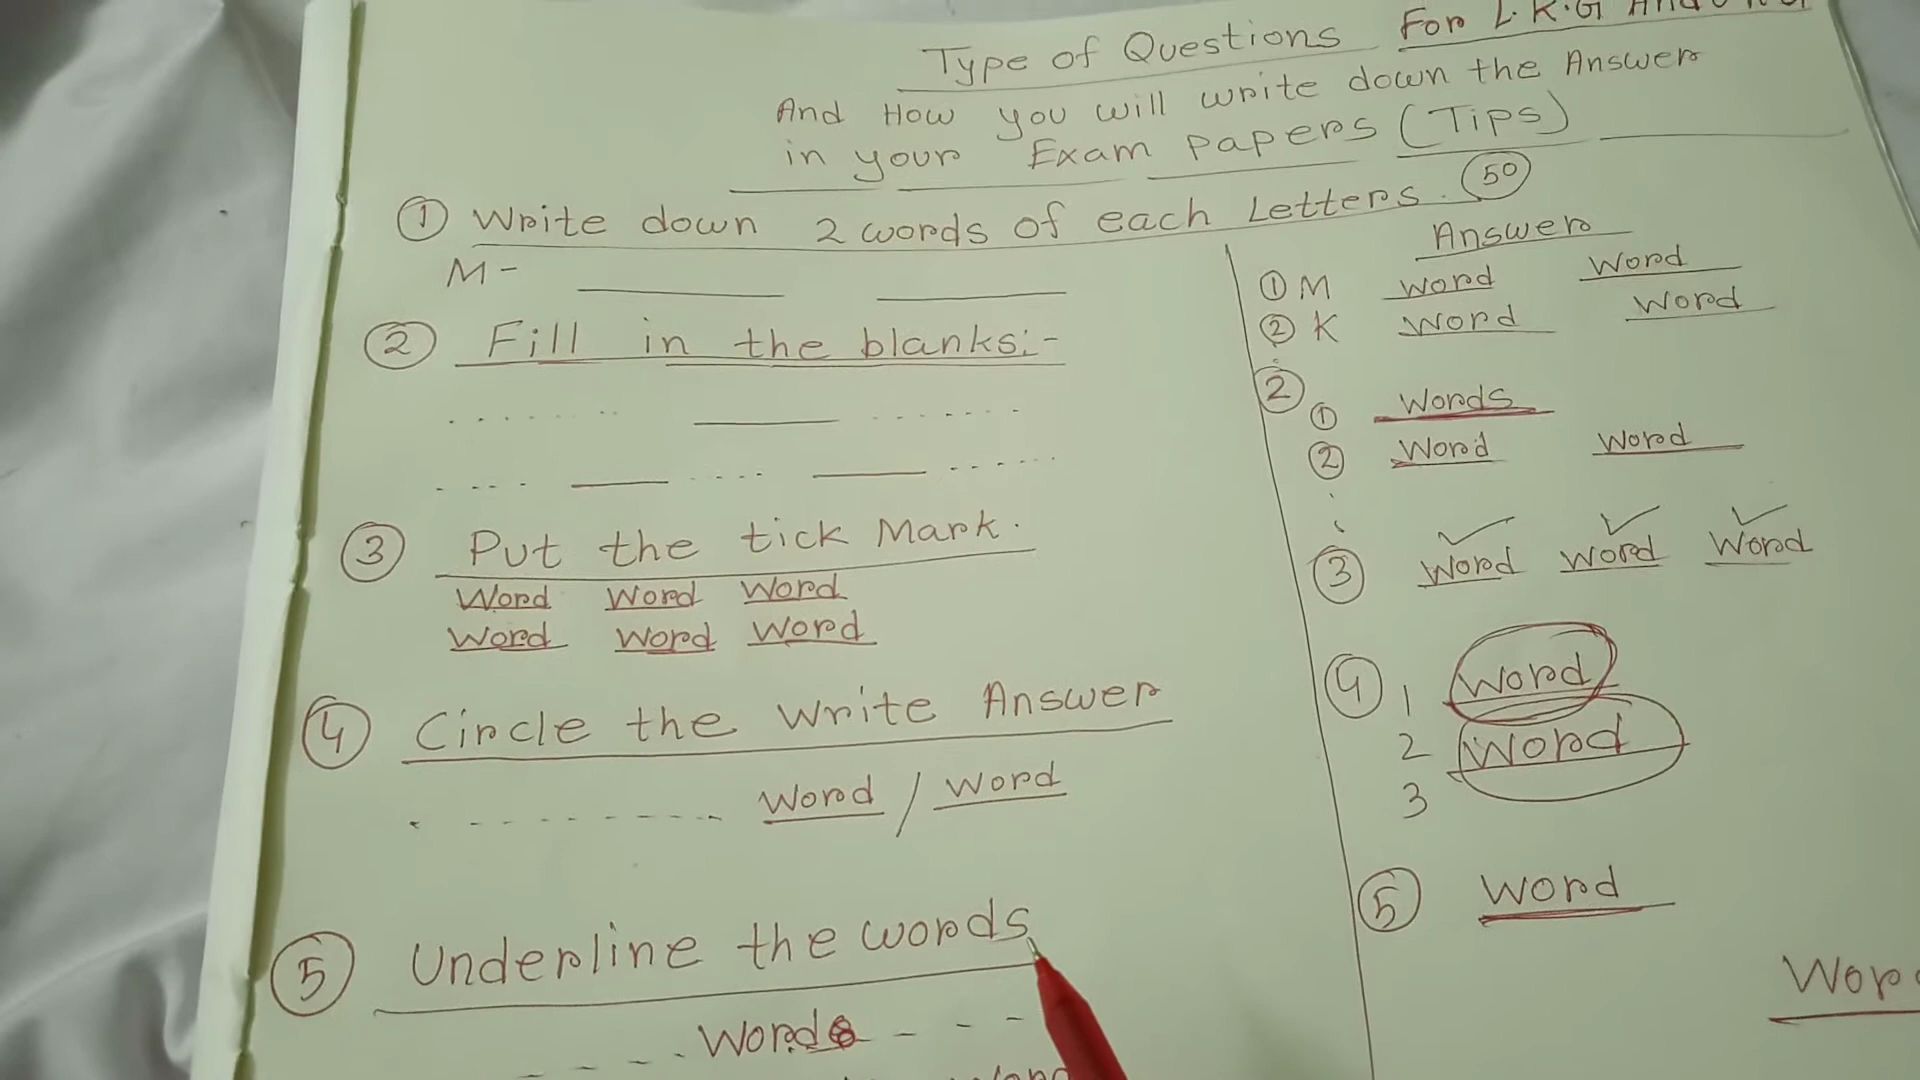 Type of Questions For L.K.G And
And How you will write down the Answer
in your Exam papers (Tips)
① Write down 2 words of each Letters. 50
M -
② Fill in the blanks:-
③ Put the tick Mark.
Word Word Word
Word Word Word
④ Circle the Write Answer
Word / Word
⑤ Underline the words
Words
Answer
① M Word Word
② K Word Word
②
① Words
② Word Word
③ Word Word Word
④ 1 Word
2 Word
3
⑤ Word